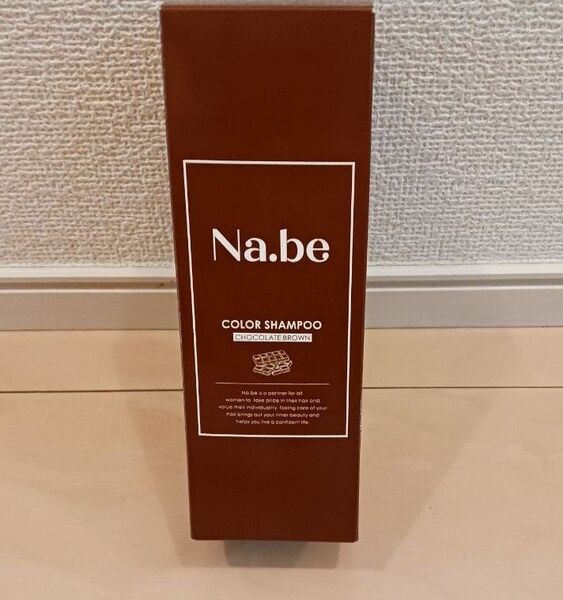 Na.be
COLOR SHAMPOO
CHOCOLATE BROWN
Na.be is a partner for all
women to take pride in their hair and
value their individuality. Taking care of your
hair brings out your inner beauty and
helps you live a confident life.